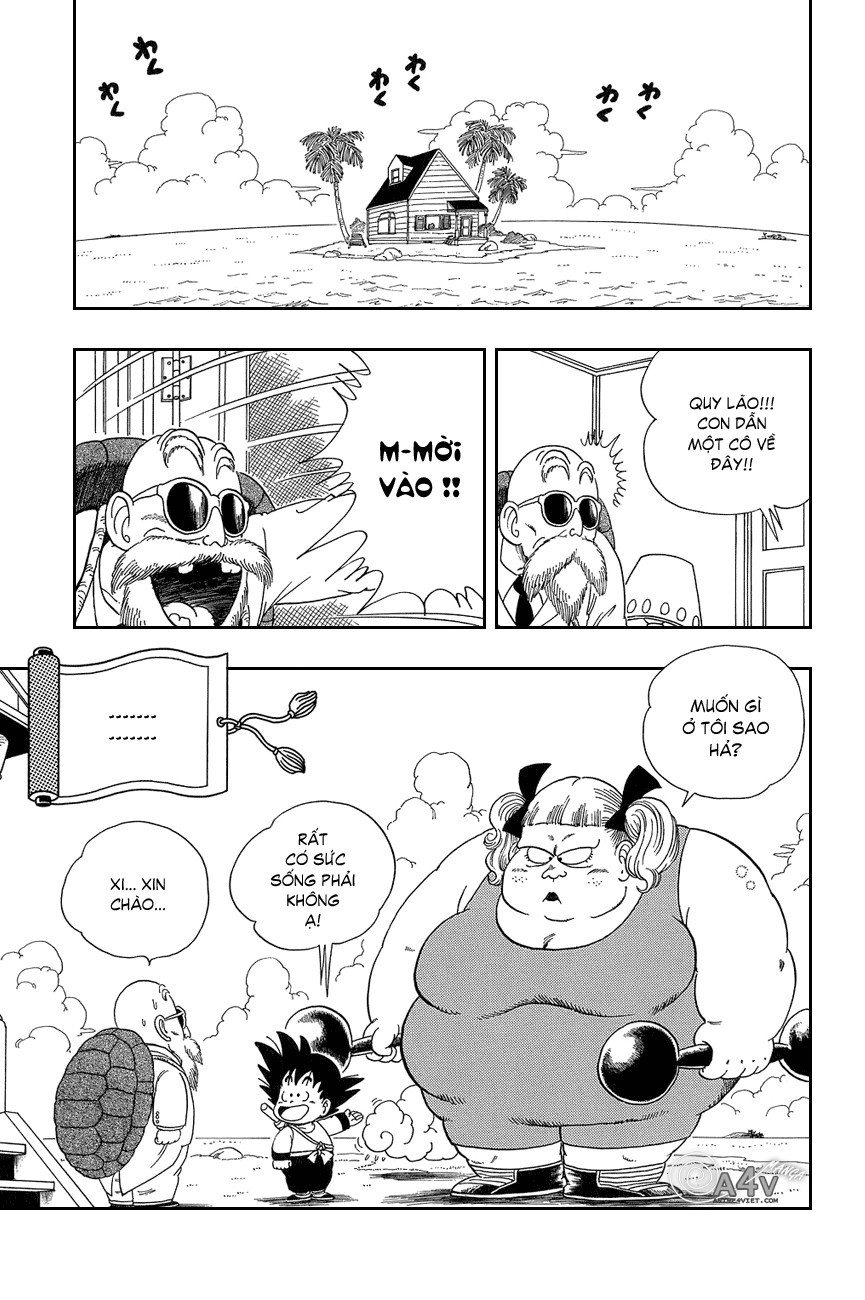 わく
わく
わく
わく
わく
わく
QUY LÃO!!!
CON DẪN
MỘT CÔ VỀ
ĐÂY!!
M-MỜI
VÀO !!
MUỐN GÌ
Ở TÔI SAO
HẢ?
.......
.......
RẤT
CÓ SỨC
SỐNG PHẢI
KHÔNG
Ạ!
XI... XIN
CHÀO...
A4V